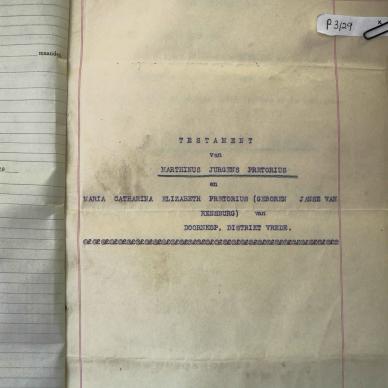 P 3/29
maanden
T E S T A M E N T
van
MARTHINUS JURGENS PRETORIUS
en
MARIA CATHARINA ELIZABETH PRETORIUS (GEBOREN JANSE VAN
RENSBURG) van
DOORNKOP, DISTRIKT VREDE.